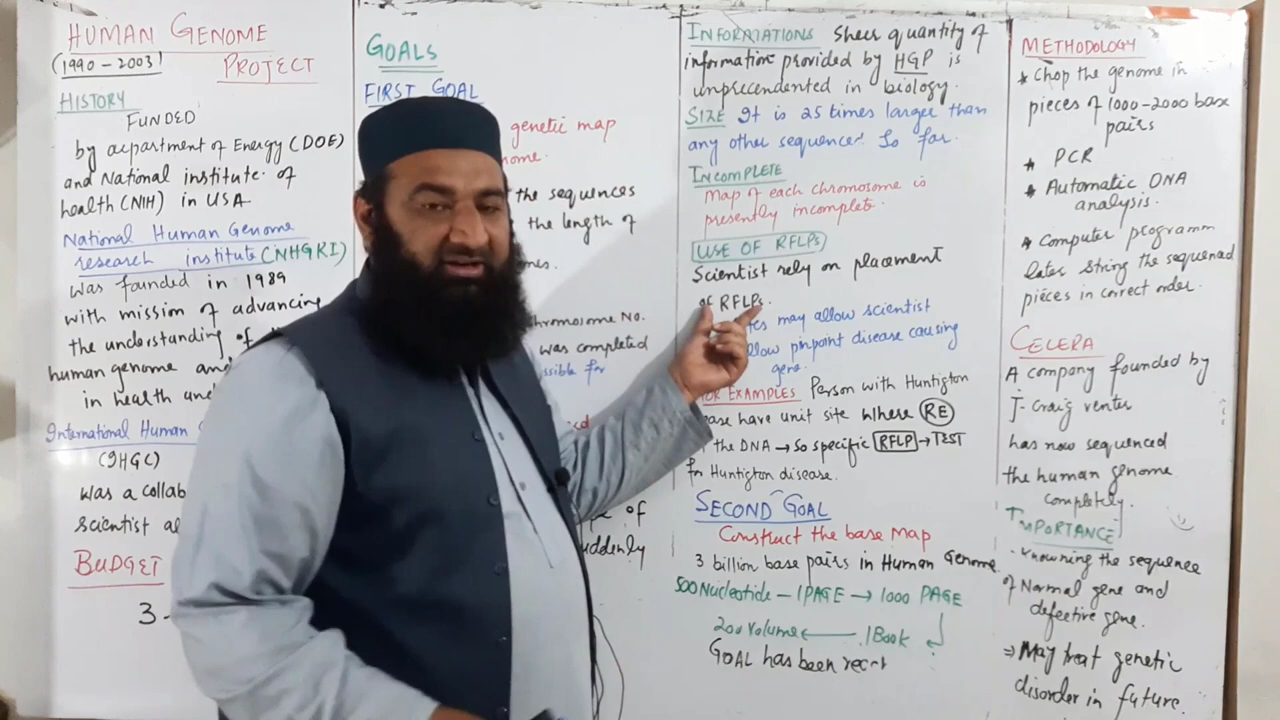 HUMAN GENOME
(1990 - 2003) PROJECT
HISTORY
FUNDED
by department of Energy (DOE)
and National institute of
health (NIH) in USA
National Human Genome
research institute (NHGRI)
was founded in 1989
with mission of advancing
the understanding of
human genome and
in health
International Human
(IHGC)
was a collab
scientist
BUDGET
3
GOALS
FIRST GOAL
genetic map
the sequences
the length of
hromosome No.
was completed
ssible for
of
uddenly
INFORMATIONS Sheer quantity of
information provided by HGP is
unprecendented in biology.
SIZE It is 25 times larger than
any other sequence. So far.
INCOMPLETE
Map of each chromosome is
presently incomplete.
USE OF RFLPs
Scientist rely on placement
of RFLPs.
tes may allow scientist
llow pinpoint disease causing
gene.
FOR EXAMPLES Person with Huntigton
ease have unit site where RE
the DNA → so specific RFLP → TEST
for Huntigton disease.
SECOND GOAL
Construct the base Map
3 billion base pairs in Human Genome.
500 Nucleotide - 1 PAGE → 1000 PAGE
200 volume ← 1 Book
GOAL has been
METHODOLOGY
* Chop the genome in
pieces of 1000-2000 base
pairs
* PCR
* Automatic DNA
analysis.
* Computer programm
later string the sequenced
pieces in correct order.
CELERA
A company founded by
J- Craig venter
has now sequenced
the human genome
completely.
IMPORTANCE
- Knowning the sequence
of Normal gene and
defective gene.
⇒ May treat genetic
disorder in future.